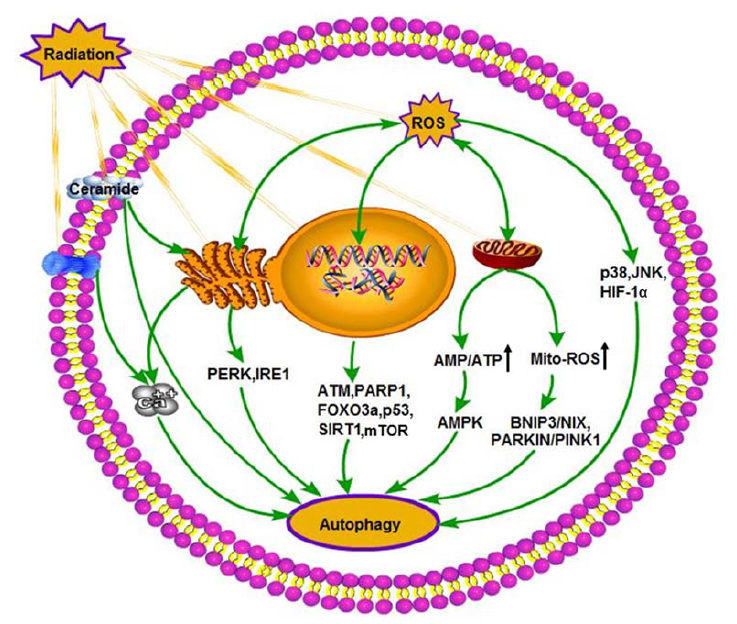 Radiation
ROS
Ceramide
p38,JNK,
HIF-1α
PERK,IRE1
AMP/ATP
Mito-ROS
ca++
ATM,PARP1,
FOXO3a,p53,
SIRT1,mTOR
AMPK
BNIP3/NIX,
PARKIN/PINK1
Autophagy